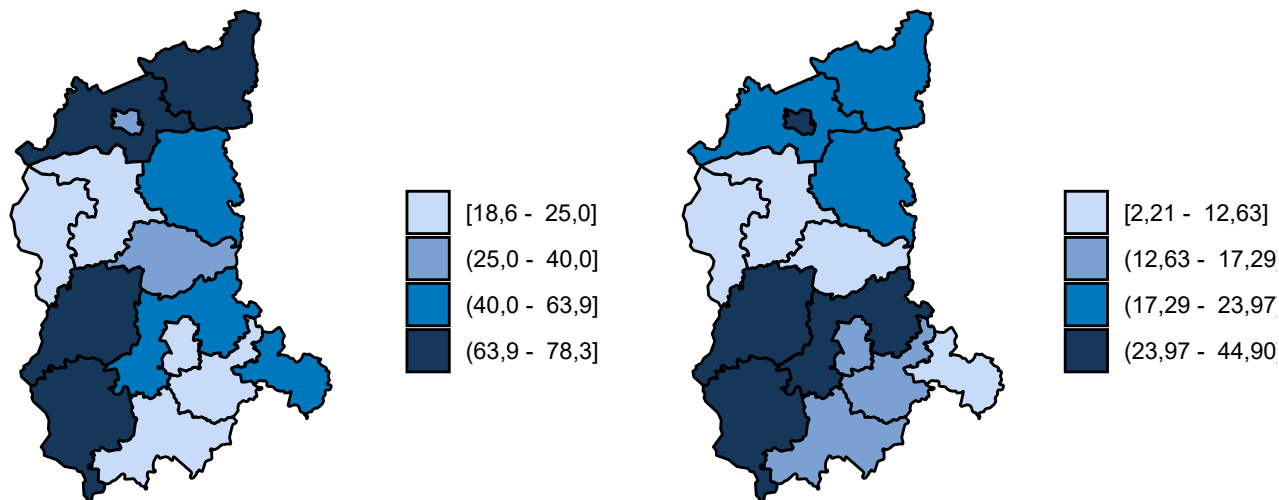 [18,6 -  25,0]
(25,0 -  40,0]
(40,0 -  63,9]
(63,9 -  78,3]
[2,21 -  12,63]
(12,63 -  17,29]
(17,29 -  23,97]
(23,97 -  44,90]